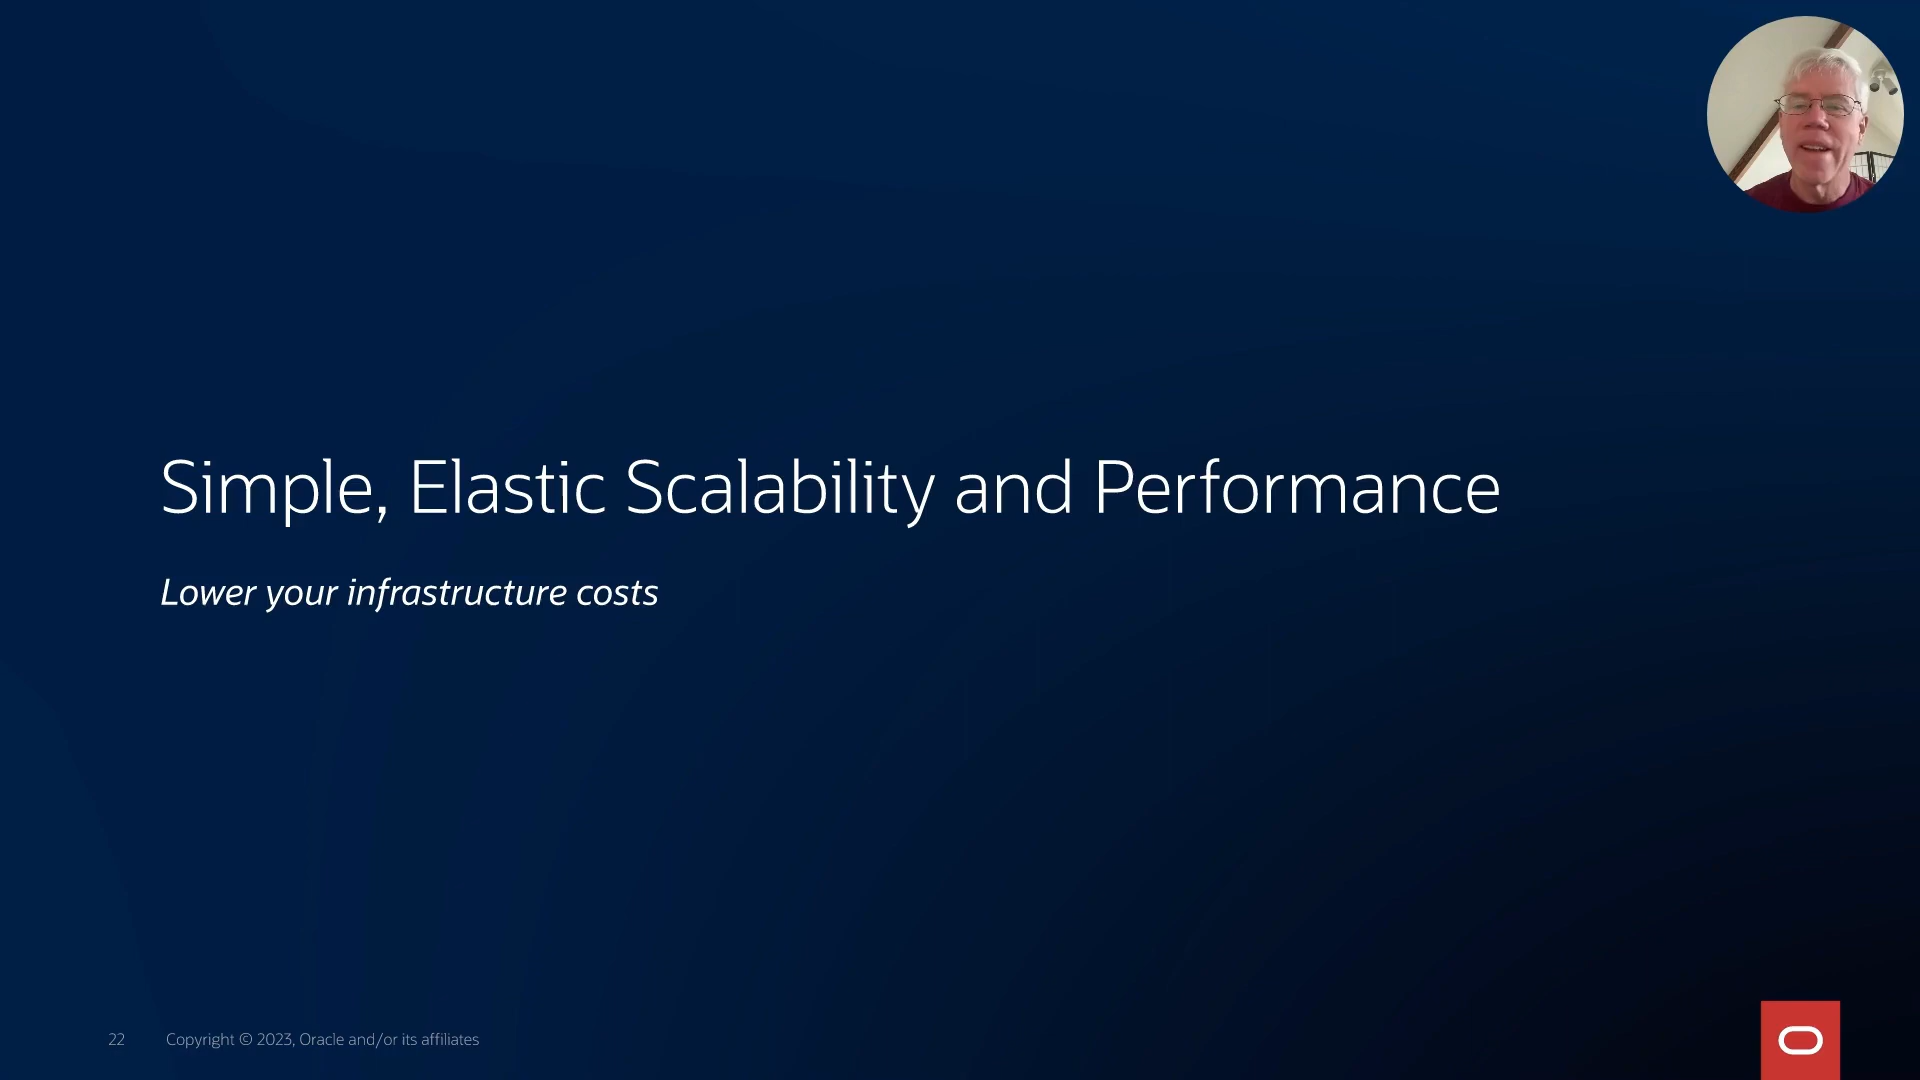 Simple, Elastic Scalability and Performance
Lower your infrastructure costs
22 Copyright © 2023, Oracle and/or its affiliates